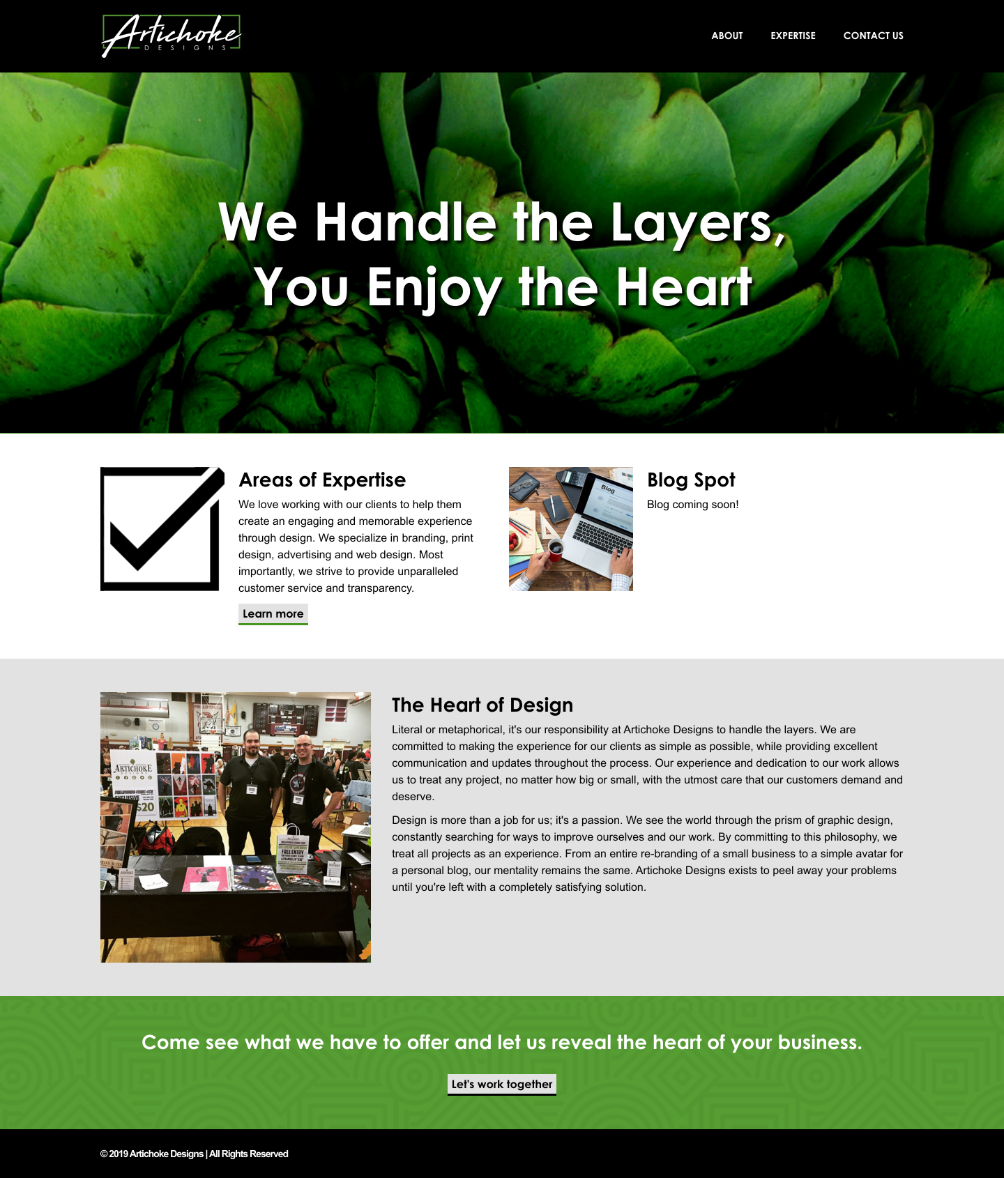 Artichoke
DESIGNS
ABOUT
EXPERTISE
CONTACT US
We Handle the Layers,
You Enjoy the Heart
Areas of Expertise
We love working with our clients to help them
create an engaging and memorable experience
through design. We specialize in branding, print
design, advertising and web design. Most
importantly, we strive to provide unparalleled
customer service and transparency.
Learn more
Blog
Blog Spot
Blog coming soon!
ARTICHOKE
$20
The Heart of Design
Literal or metaphorical, it's our responsibility at Artichoke Designs to handle the layers. We are
committed to making the experience for our clients as simple as possible, while providing excellent
communication and updates throughout the process. Our experience and dedication to our work allows
us to treat any project, no matter how big or small, with the utmost care that our customers demand and
deserve.
Design is more than a job for us; it's a passion. We see the world through the prism of graphic design,
constantly searching for ways to improve ourselves and our work. By committing to this philosophy, we
treat all projects as an experience. From an entire re-branding of a small business to a simple avatar for
a personal blog, our mentality remains the same. Artichoke Designs exists to peel away your problems
until you're left with a completely satisfying solution.
Come see what we have to offer and let us reveal the heart of your business.
Let's work together
© 2019 Artichoke Designs | All Rights Reserved